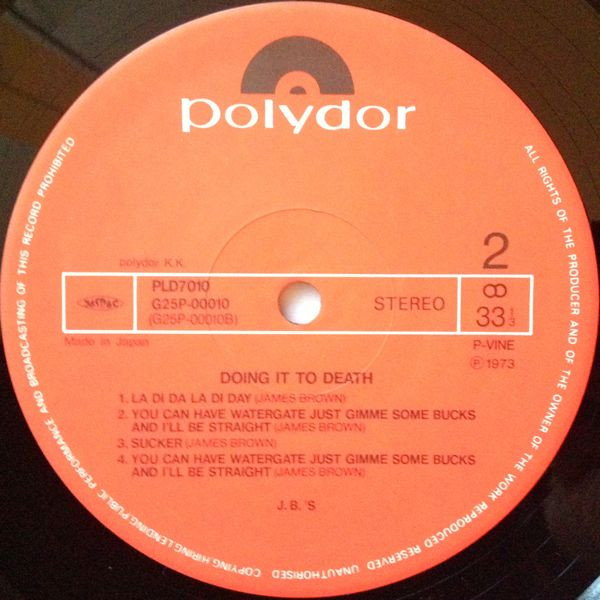 polydor
polydor K.K.
2
JASRAC
PLD7010
G25P-00010
(G25P-00010B)
STEREO
33 1/3
Made in Japan
P-VINE
Ⓟ 1973
DOING IT TO DEATH
1. LA DI DA LA DI DAY (JAMES BROWN)
2. YOU CAN HAVE WATERGATE JUST GIMME SOME BUCKS
AND I'LL BE STRAIGHT (JAMES BROWN)
3. SUCKER (JAMES BROWN)
4. YOU CAN HAVE WATERGATE JUST GIMME SOME BUCKS
AND I'LL BE STRAIGHT (JAMES BROWN)
J. B. 'S
ALL RIGHTS OF THE PRODUCER AND OF THE OWNER OF THE WORK REPRODUCED RESERVED UNAUTHORISED COPYING·HIRING·LENDING·PUBLIC PERFORMANCE AND BROADCASTING OF THIS RECORD PROHIBITED